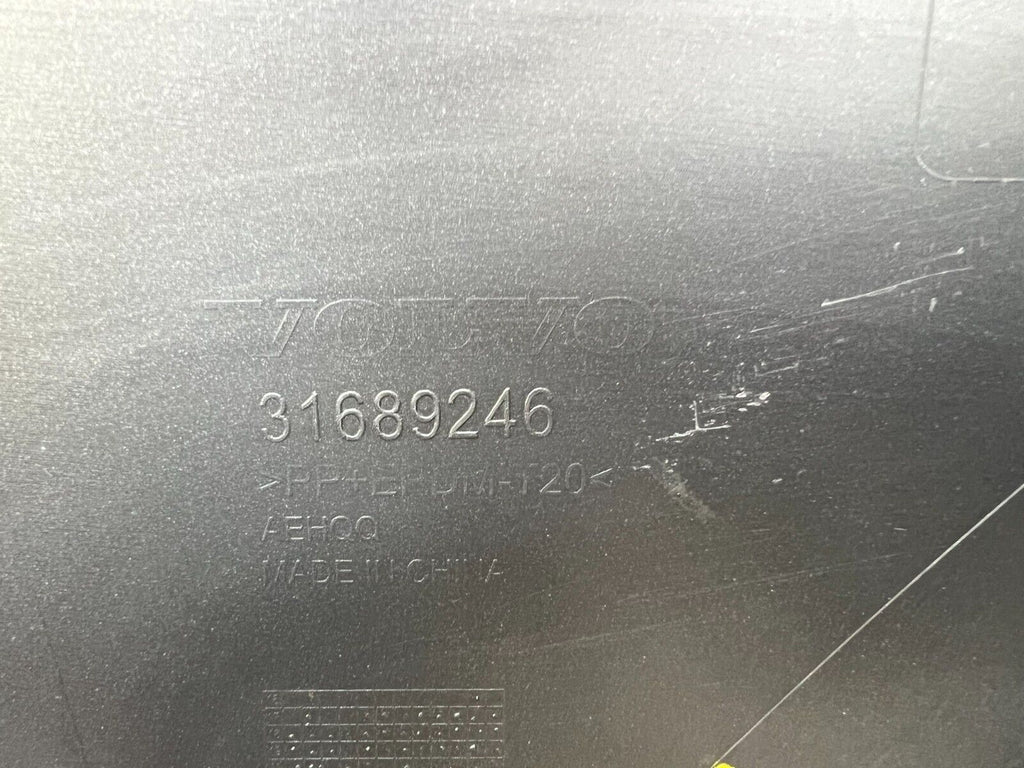 VOLVO
31689246
>PP+EPDM-T20<
AEHQQ
MADE IN CHINA